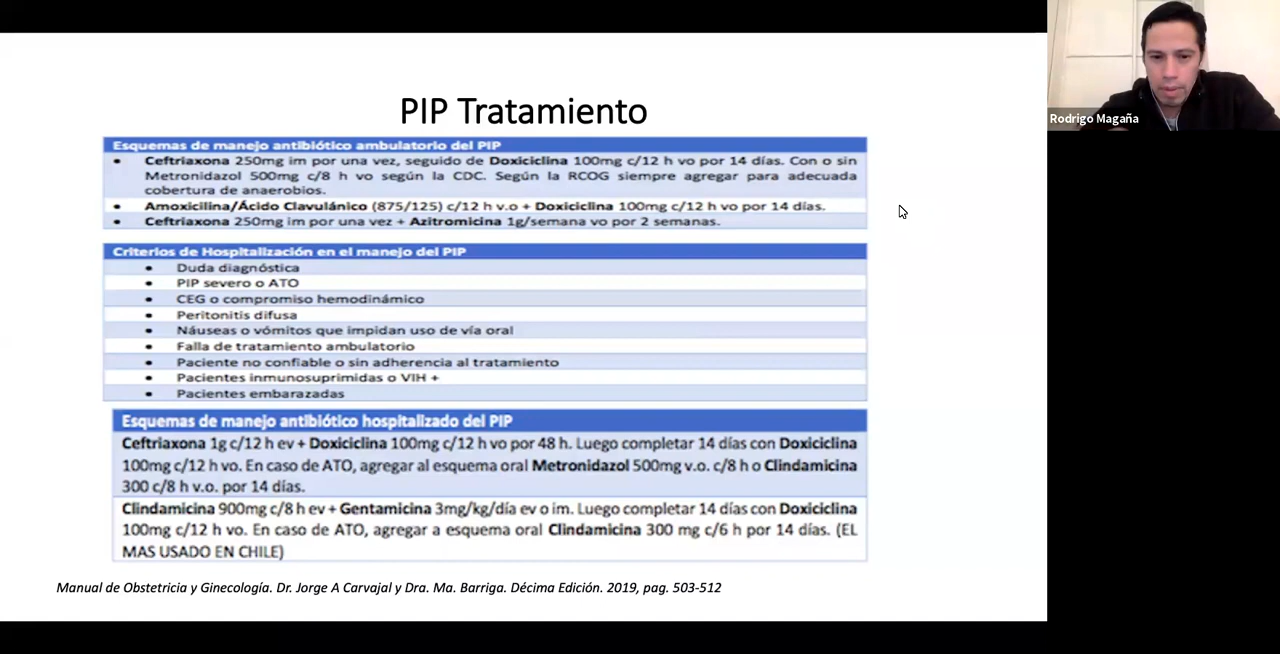 PIP Tratamiento
Rodrigo Magaña
Esquemas de manejo antibiótico ambulatorio del PIP
• Ceftriaxona 250mg im por una vez, seguido de Doxiciclina 100mg c/12 h vo por 14 días. Con o sin
Metronidazol 500mg c/8 h vo según la CDC. Según la RCOG siempre agregar para adecuada
cobertura de anaerobios.
• Amoxicilina/Ácido Clavulánico (875/125) c/12 h v.o + Doxiciclina 100mg c/12 h vo por 14 días.
• Ceftriaxona 250mg im por una vez + Azitromicina 1g/semana vo por 2 semanas.
Criterios de Hospitalización en el manejo del PIP
• Duda diagnóstica
• PIP severo o ATO
• CEG o compromiso hemodinámico
• Peritonitis difusa
• Náuseas o vómitos que impidan uso de vía oral
• Falla de tratamiento ambulatorio
• Paciente no confiable o sin adherencia al tratamiento
• Pacientes inmunosuprimidas o VIH +
• Pacientes embarazadas
Esquemas de manejo antibiótico hospitalizado del PIP
Ceftriaxona 1g c/12 h ev + Doxiciclina 100mg c/12 h vo por 48 h. Luego completar 14 días con Doxiciclina
100mg c/12 h vo. En caso de ATO, agregar al esquema oral Metronidazol 500mg v.o. c/8 h o Clindamicina
300 c/8 h v.o. por 14 días.
Clindamicina 900mg c/8 h ev + Gentamicina 3mg/kg/día ev o im. Luego completar 14 días con Doxiciclina
100mg c/12 h vo. En caso de ATO, agregar a esquema oral Clindamicina 300 mg c/6 h por 14 días. (EL
MAS USADO EN CHILE)
Manual de Obstetricia y Ginecología. Dr. Jorge A Carvajal y Dra. Ma. Barriga. Décima Edición. 2019, pag. 503-512